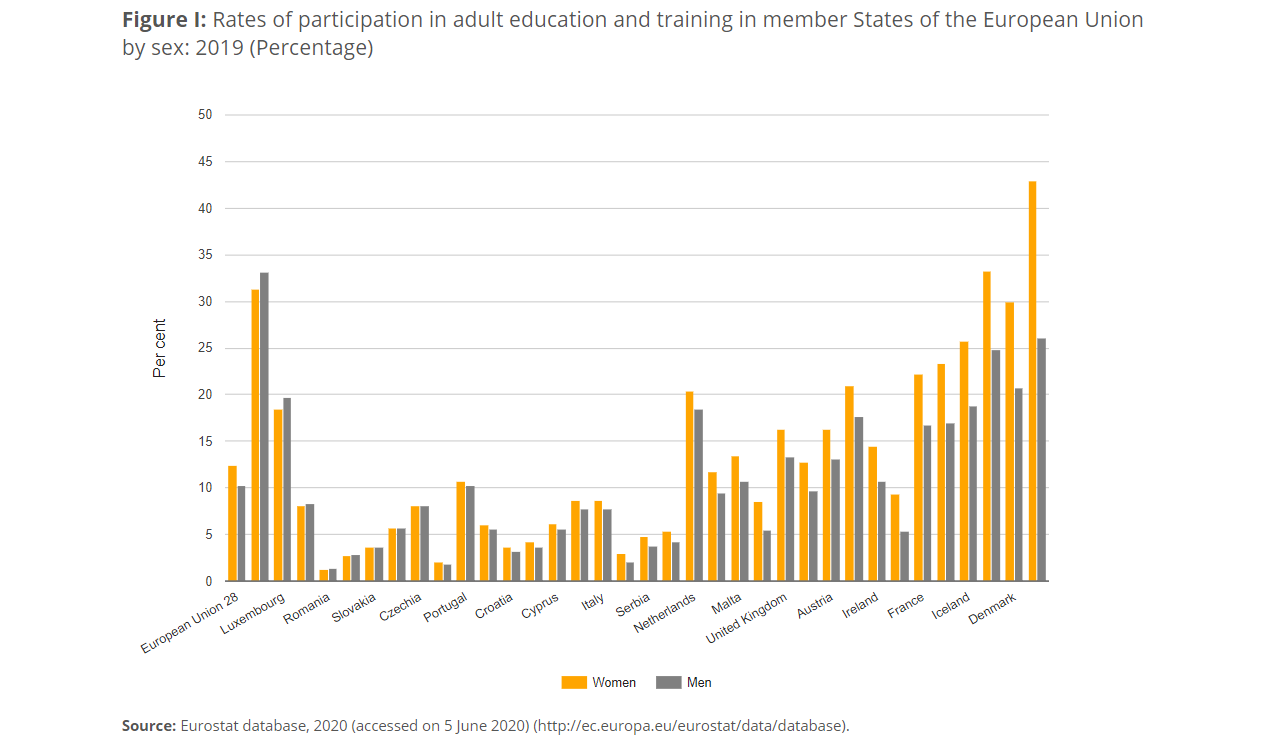 Figure I: Rates of participation in adult education and training in member States of the European Union
by sex: 2019 (Percentage)
50
45
40
35
30
25
20
15
10
5
0
Per cent
European Union 28
Luxembourg
Romania
Slovakia
Czechia
Portugal
Croatia
Cyprus
Italy
Serbia
Netherlands
Malta
United Kingdom
Austria
Ireland
France
Iceland
Denmark
Women
Men
Source: Eurostat database, 2020 (accessed on 5 June 2020) (http://ec.europa.eu/eurostat/data/database).